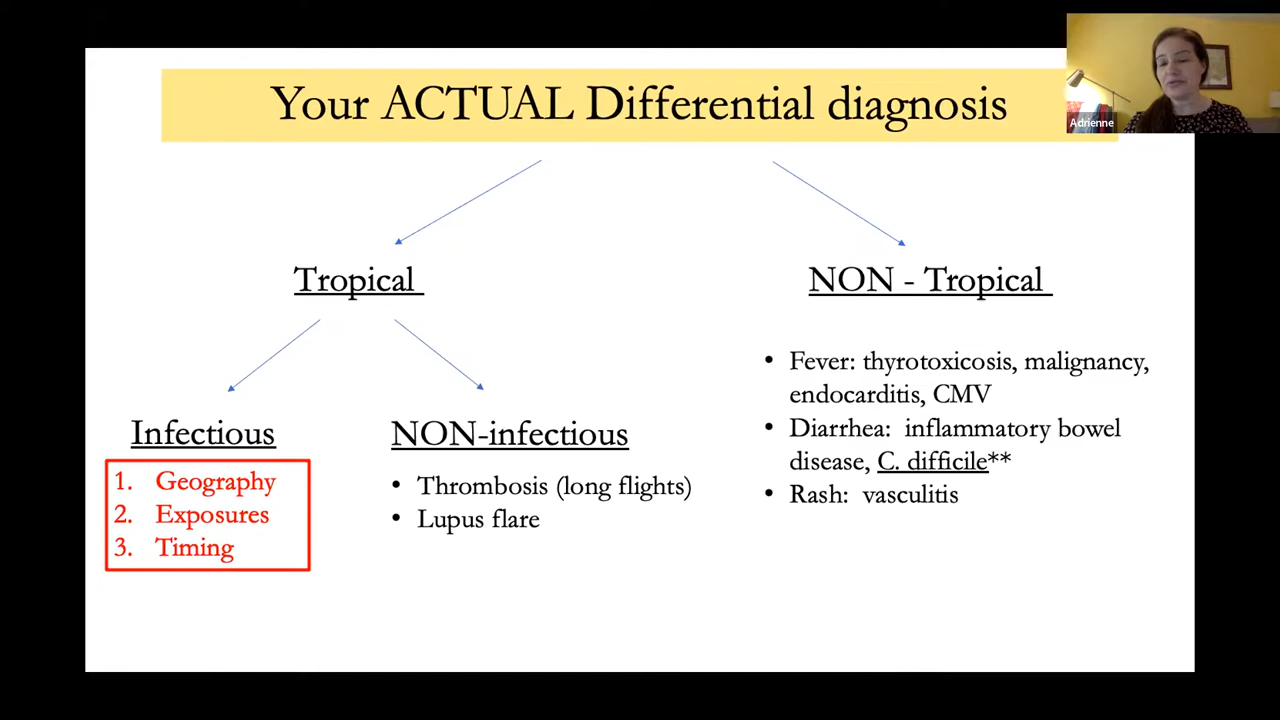 Your ACTUAL Differential diagnosis
Adrienne
Tropical
NON - Tropical
Infectious
1. Geography
2. Exposures
3. Timing
NON-infectious
• Thrombosis (long flights)
• Lupus flare
• Fever: thyrotoxicosis, malignancy,
endocarditis, CMV
• Diarrhea: inflammatory bowel
disease, C. difficile**
• Rash: vasculitis